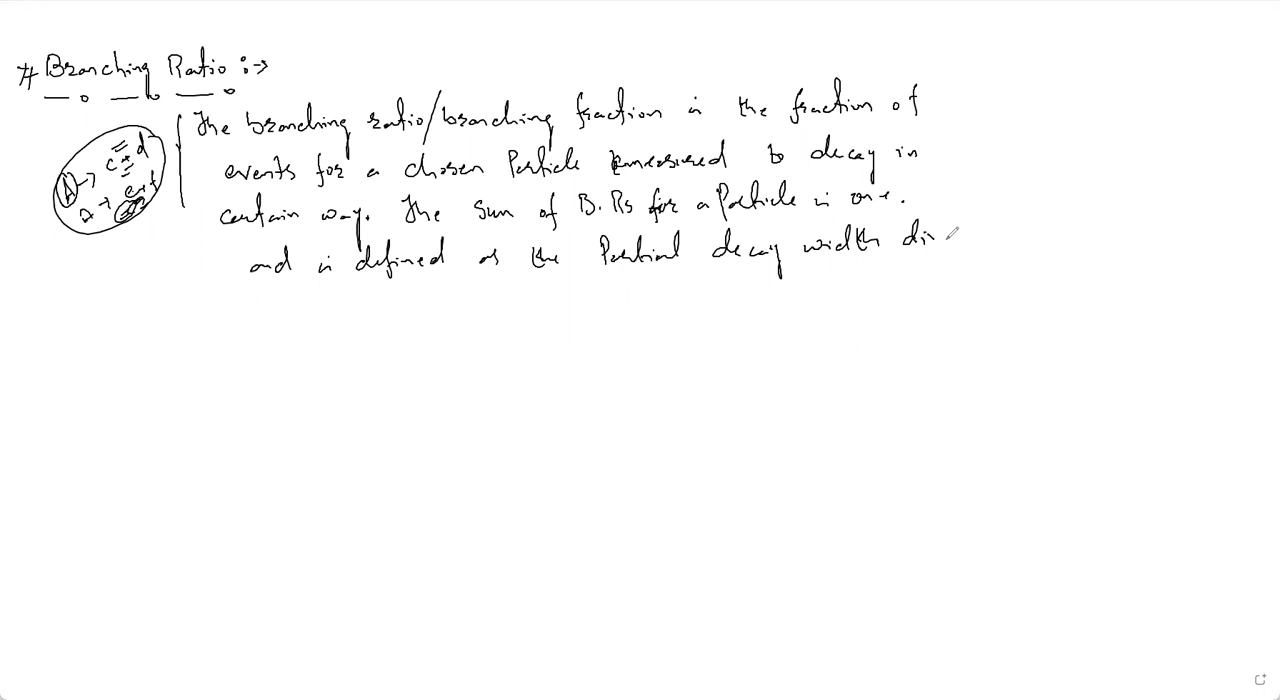 # Branching Ratio :→
The branching ratio/branching fraction is the fraction of
events for a chosen Particle measured to decay in
certain way. The Sum of B.Rs for a Particle is one.
and is defined as the Partial decay width div
A → c + d
A → e + f